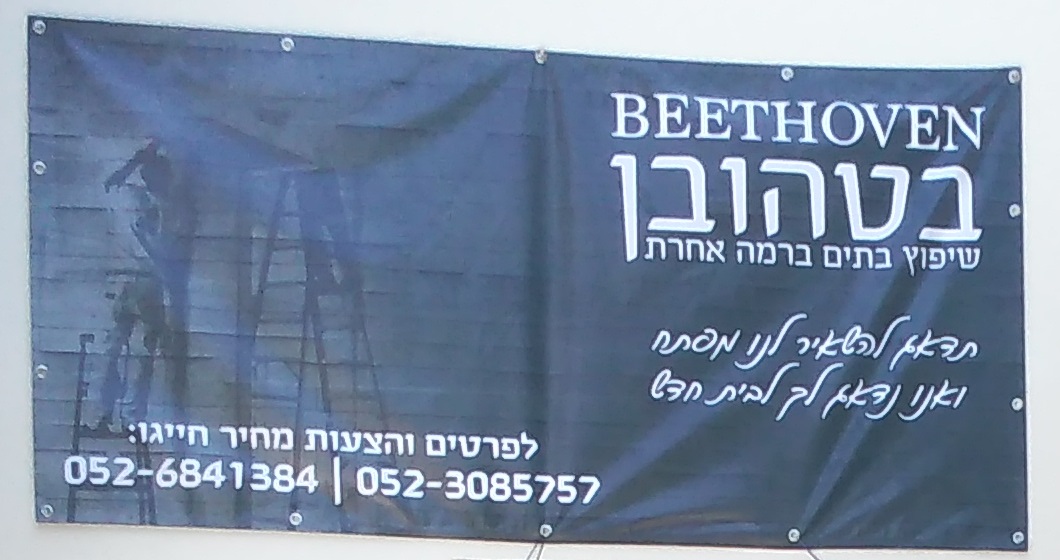 BEETHOVEN
בטהובן
שיפוץ בתים ברמה אחרת
תדאג להשאיר לנו מפתח
ואנו נדאג לך לבית חדש
לפרטים והצעות מחיר חייגו:
052-6841384 | 052-3085757